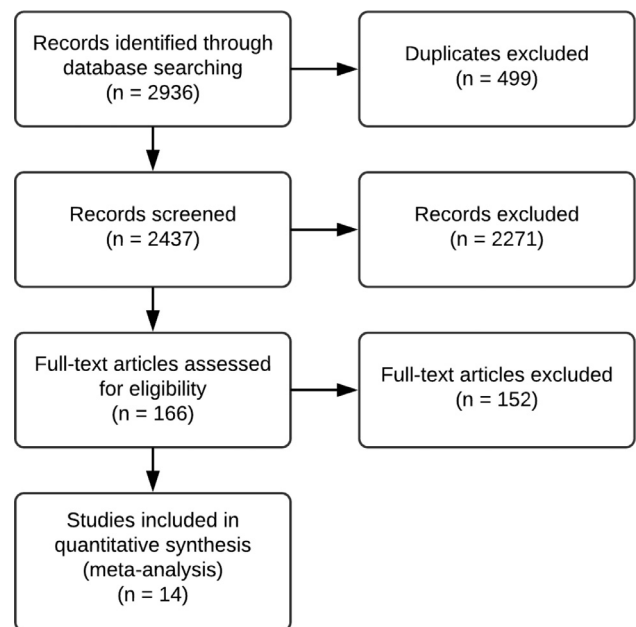 Records identified through
database searching
(n = 2936)
Duplicates excluded
(n = 499)
Records screened
(n = 2437)
Records excluded
(n = 2271)
Full-text articles assessed
for eligibility
(n = 166)
Full-text articles excluded
(n = 152)
Studies included in
quantitative synthesis
(meta-analysis)
(n = 14)